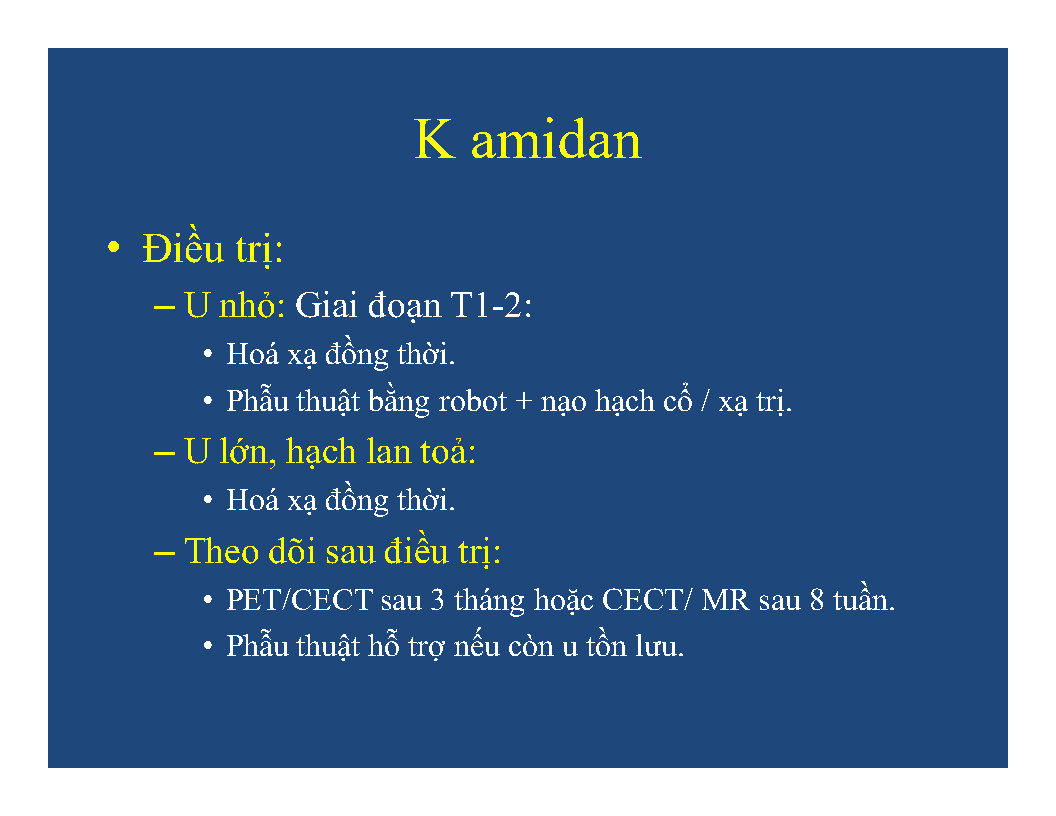 K amidan
• Điều trị:
– U nhỏ: Giai đoạn T1-2:
• Hoá xạ đồng thời.
• Phẫu thuật bằng robot + nạo hạch cổ / xạ trị.
– U lớn, hạch lan toả:
• Hoá xạ đồng thời.
– Theo dõi sau điều trị:
• PET/CECT sau 3 tháng hoặc CECT/ MR sau 8 tuần.
• Phẫu thuật hỗ trợ nếu còn u tồn lưu.